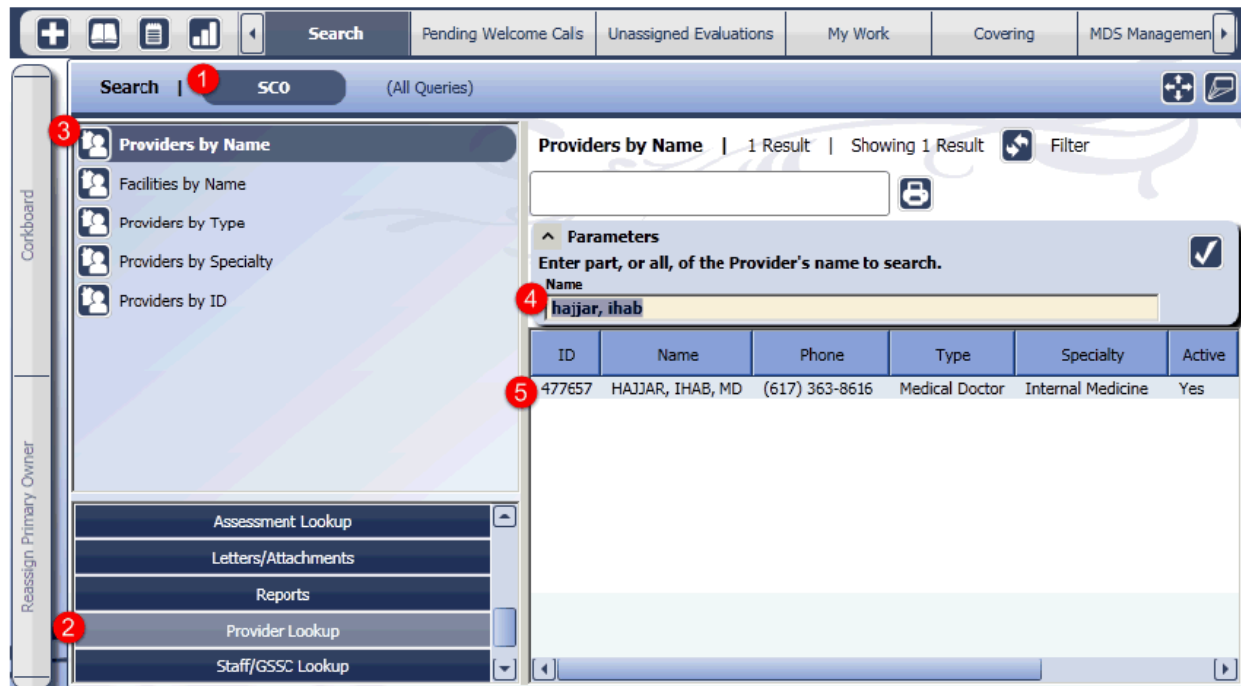 Search
Pending Welcome Calls
Unassigned Evaluations
My Work
Covering
MDS Managemen
Search |
1
SCO
(All Queries)
3
Providers by Name
Facilities by Name
Providers by Type
Providers by Specialty
Providers by ID
Corkboard
Reassign Primary Owner
Assessment Lookup
Letters/Attachments
Reports
2
Provider Lookup
Staff/GSSC Lookup
Providers by Name | 1 Result | Showing 1 Result
Filter
Parameters
Enter part, or all, of the Provider's name to search.
Name
4
hajjar, ihab
ID Name Phone Type Specialty Active
5
477657 HAJJAR, IHAB, MD (617) 363-8616 Medical Doctor Internal Medicine Yes